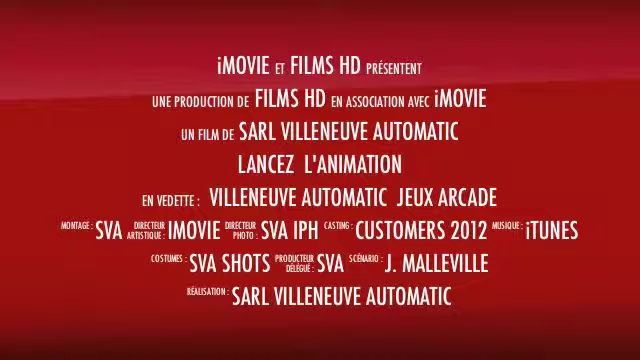 iMOVIE ET FILMS HD PRÉSENTENT
UNE PRODUCTION DE FILMS HD EN ASSOCIATION AVEC iMOVIE
UN FILM DE SARL VILLENEUVE AUTOMATIC
LANCEZ L'ANIMATION
EN VEDETTE : VILLENEUVE AUTOMATIC JEUX ARCADE
MONTAGE : SVA DIRECTEUR ARTISTIQUE : IMOVIE DIRECTEUR PHOTO : SVA IPH CASTING : CUSTOMERS 2012 MUSIQUE : iTUNES
COSTUMES : SVA SHOTS PRODUCTEUR DÉLÉGUÉ : SVA SCÉNARIO : J. MALLEVILLE
RÉALISATION : SARL VILLENEUVE AUTOMATIC